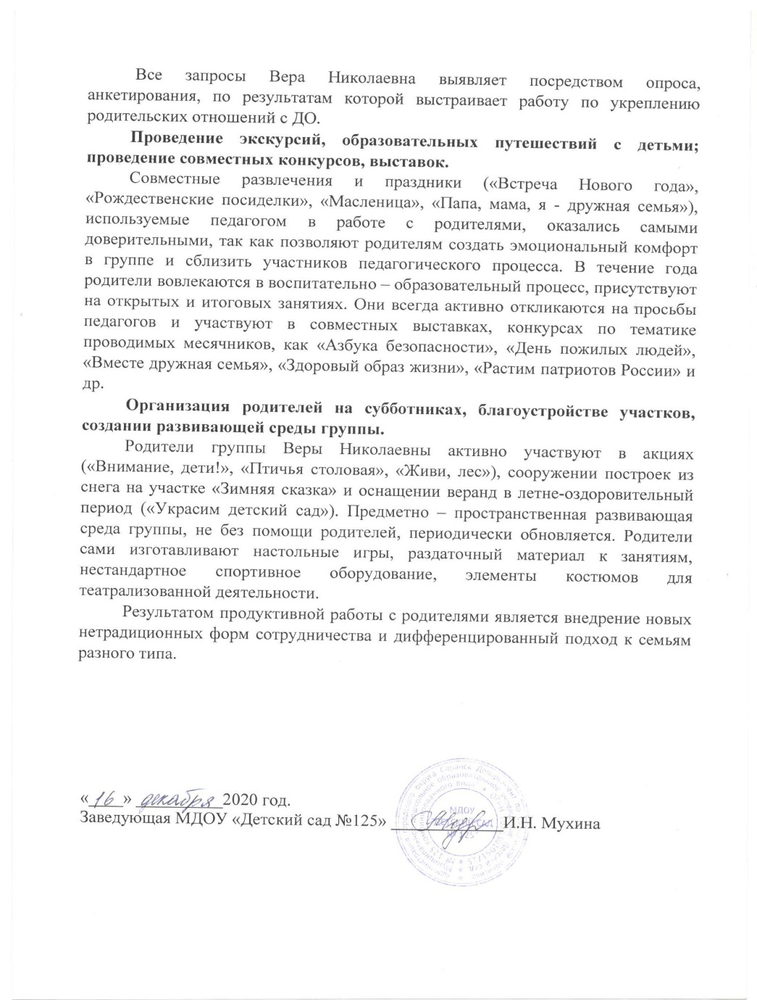 Все запросы Вера Николаевна выявляет посредством опроса,
анкетирования, по результатам которой выстраивает работу по укреплению
родительских отношений с ДО.
Проведение экскурсий, образовательных путешествий с детьми;
проведение совместных конкурсов, выставок.
Совместные развлечения и праздники («Встреча Нового года»,
«Рождественские посиделки», «Масленица», «Папа, мама, я - дружная семья»),
используемые педагогом в работе с родителями, оказались самыми
доверительными, так как позволяют родителям создать эмоциональный комфорт
в группе и сблизить участников педагогического процесса. В течение года
родители вовлекаются в воспитательно – образовательный процесс, присутствуют
на открытых и итоговых занятиях. Они всегда активно откликаются на просьбы
педагогов и участвуют в совместных выставках, конкурсах по тематике
проводимых месячников, как «Азбука безопасности», «День пожилых людей»,
«Вместе дружная семья», «Здоровый образ жизни», «Растим патриотов России» и
др.
Организация родителей на субботниках, благоустройстве участков,
создании развивающей среды группы.
Родители группы Веры Николаевны активно участвуют в акциях
(«Внимание, дети!», «Птичья столовая», «Живи, лес»), сооружении построек из
снега на участке «Зимняя сказка» и оснащении веранд в летне-оздоровительный
период («Украсим детский сад»). Предметно – пространственная развивающая
среда группы, не без помощи родителей, периодически обновляется. Родители
сами изготавливают настольные игры, раздаточный материал к занятиям,
нестандартное спортивное оборудование, элементы костюмов для
театрализованной деятельности.
Результатом продуктивной работы с родителями является внедрение новых
нетрадиционных форм сотрудничества и дифференцированный подход к семьям
разного типа.
«16» декабря 2020 год.
Заведующая МДОУ «Детский сад №125» И.Н. Мухина
МДОУ
ДЕТСКИЙ САД
№ 125